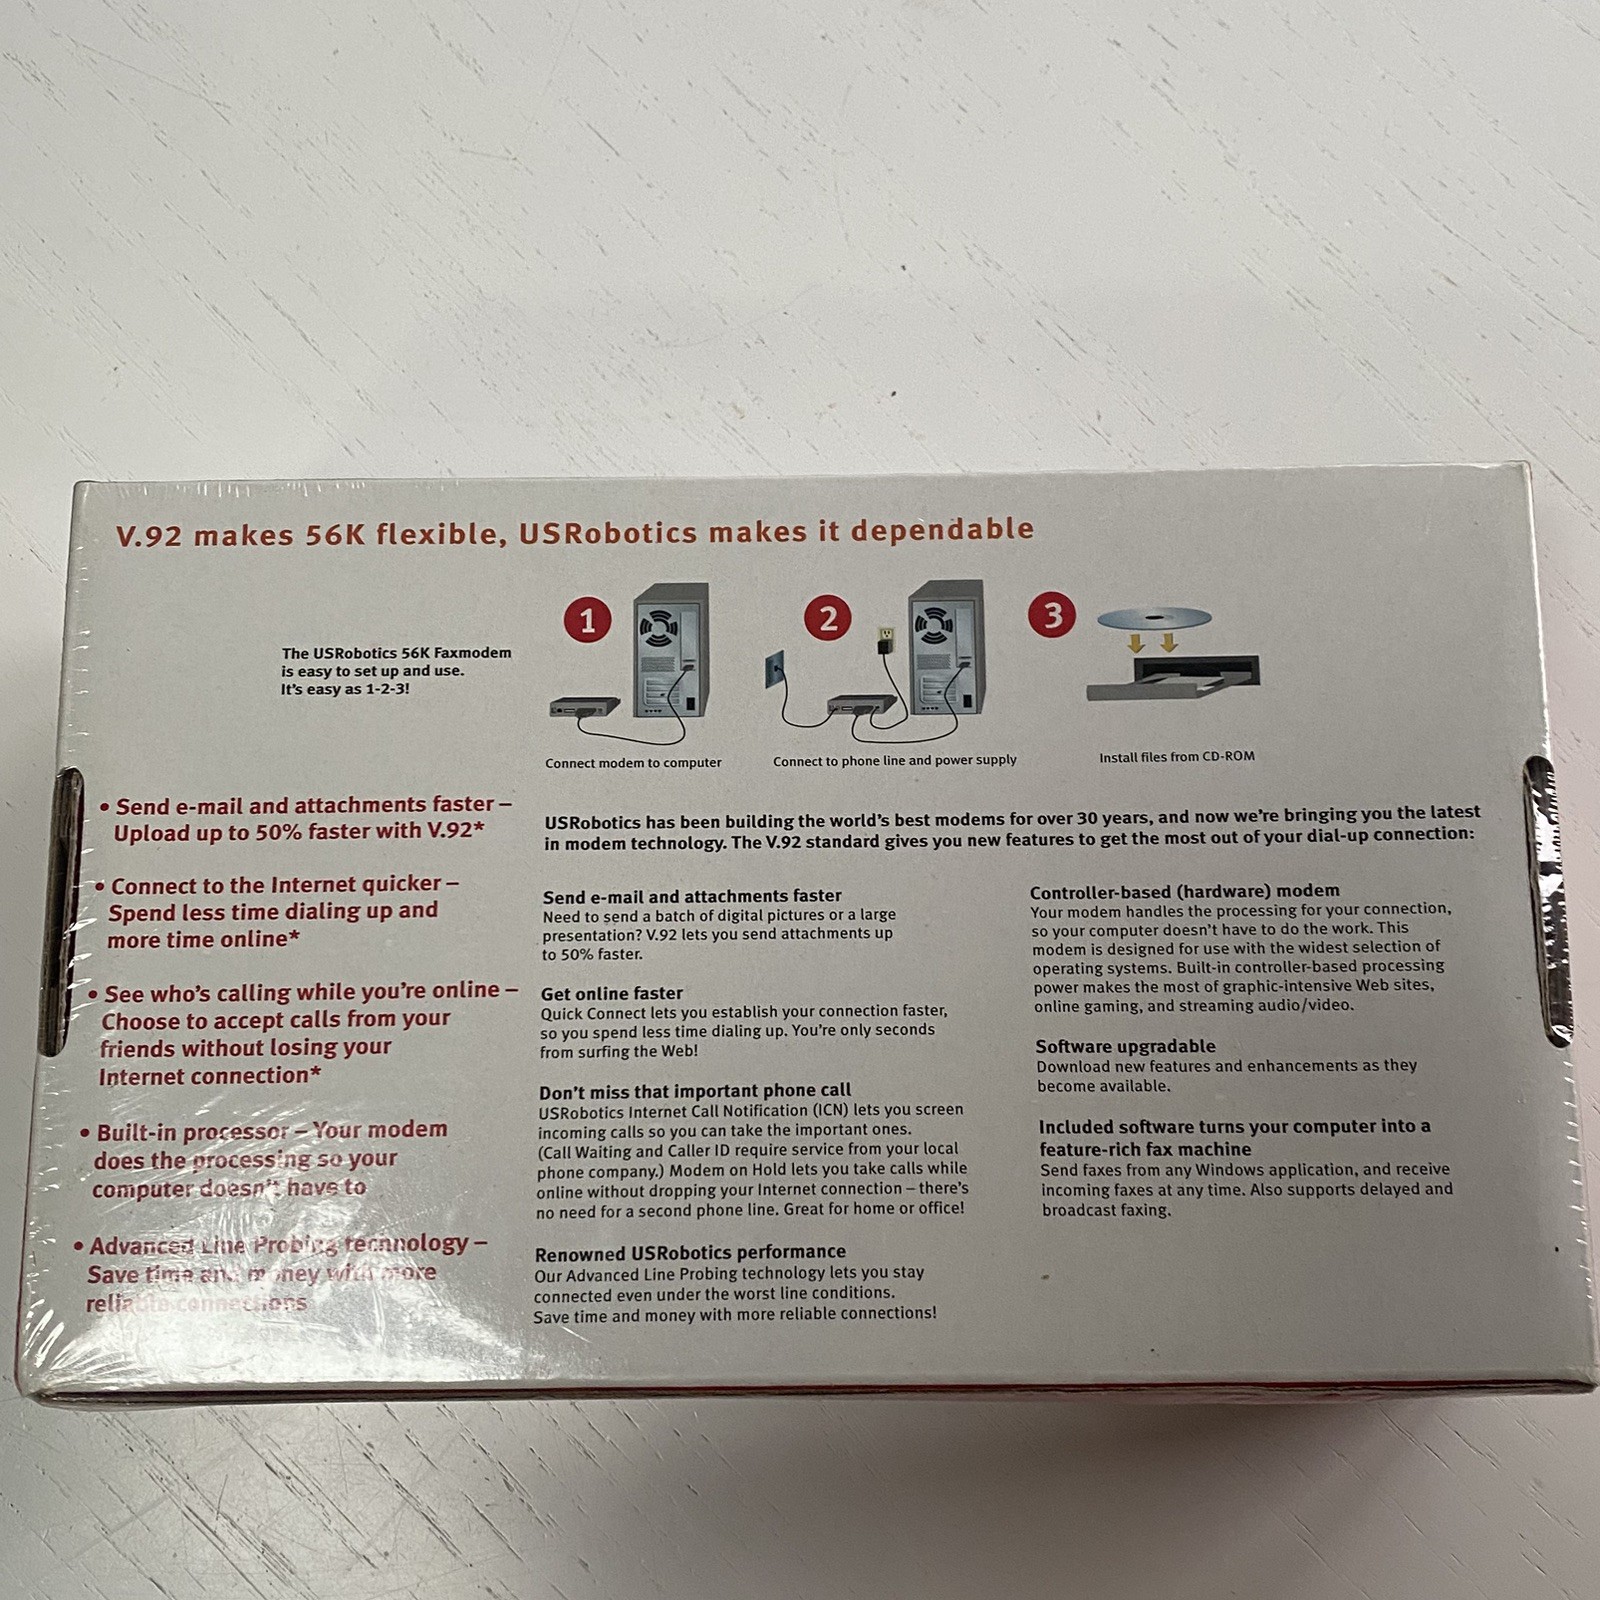 V.92 makes 56K flexible, USRobotics makes it dependable
The USRobotics 56K Faxmodem
is easy to set up and use.
It's easy as 1-2-3!
1
2
3
Connect modem to computer
Connect to phone line and power supply
Install files from CD-ROM
• Send e-mail and attachments faster –
Upload up to 50% faster with V.92*
• Connect to the Internet quicker –
Spend less time dialing up and
more time online*
• See who's calling while you're online –
Choose to accept calls from your
friends without losing your
Internet connection*
• Built-in processor – Your modem
does the processing so your
computer doesn't have to
• Advanced Line Probing technology –
Save time and money with more
reliable connections
USRobotics has been building the world's best modems for over 30 years, and now we're bringing you the latest
in modem technology. The V.92 standard gives you new features to get the most out of your dial-up connection:
Send e-mail and attachments faster
Need to send a batch of digital pictures or a large
presentation? V.92 lets you send attachments up
to 50% faster.
Get online faster
Quick Connect lets you establish your connection faster,
so you spend less time dialing up. You're only seconds
from surfing the Web!
Don't miss that important phone call
USRobotics Internet Call Notification (ICN) lets you screen
incoming calls so you can take the important ones.
(Call Waiting and Caller ID require service from your local
phone company.) Modem on Hold lets you take calls while
online without dropping your Internet connection – there's
no need for a second phone line. Great for home or office!
Renowned USRobotics performance
Our Advanced Line Probing technology lets you stay
connected even under the worst line conditions.
Save time and money with more reliable connections!
Controller-based (hardware) modem
Your modem handles the processing for your connection,
so your computer doesn't have to do the work. This
modem is designed for use with the widest selection of
operating systems. Built-in controller-based processing
power makes the most of graphic-intensive Web sites,
online gaming, and streaming audio/video.
Software upgradable
Download new features and enhancements as they
become available.
Included software turns your computer into a
feature-rich fax machine
Send faxes from any Windows application, and receive
incoming faxes at any time. Also supports delayed and
broadcast faxing.